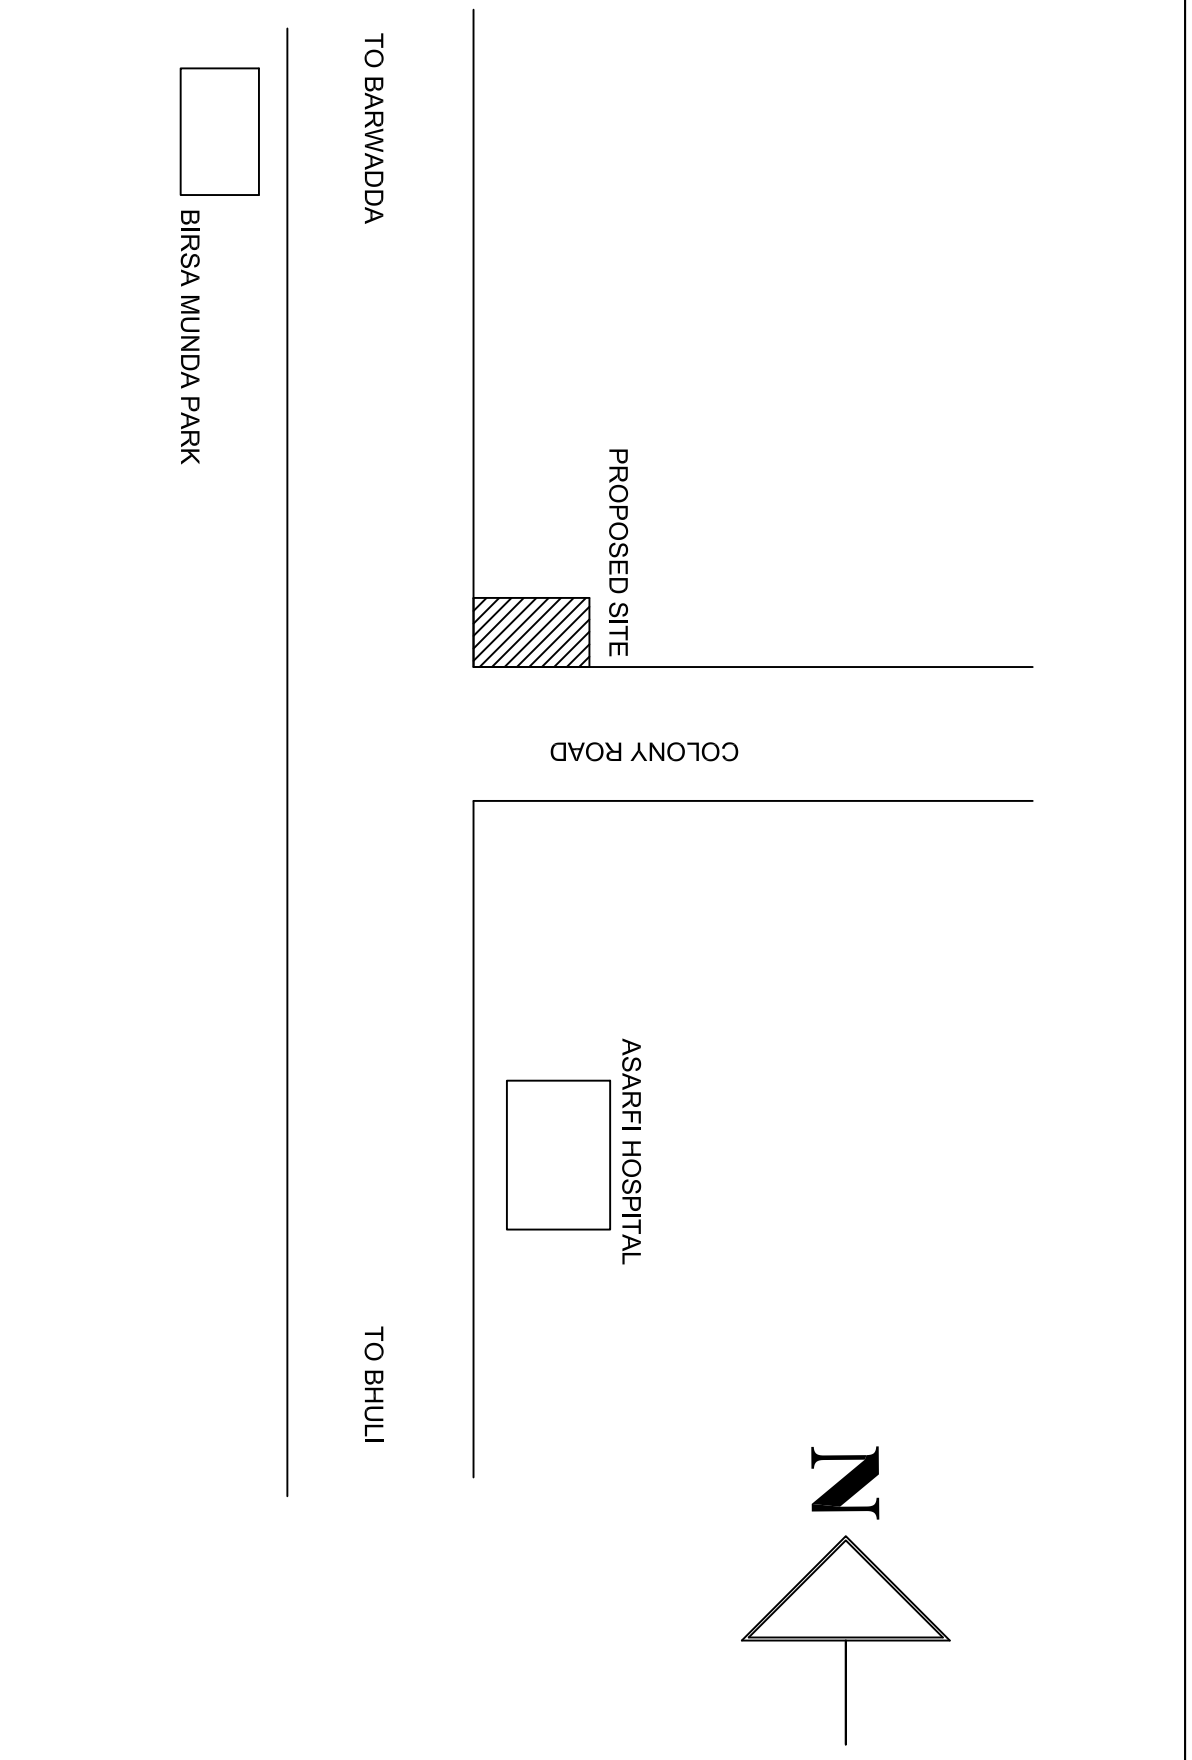 TO BARWADDA
BIRSA MUNDA PARK
PROPOSED SITE
COLONY ROAD
ASARFI HOSPITAL
TO BHULI
N